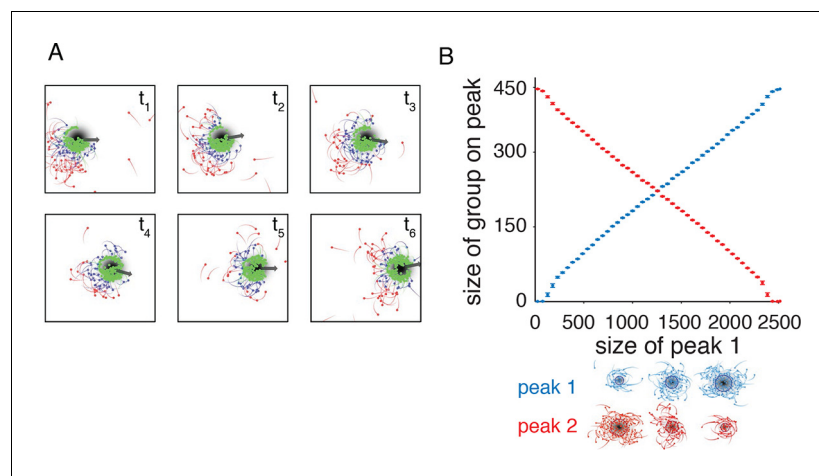 A
t1
t2
t3
t4
t5
t6
B
size of group on peak
450
300
150
0
0 500 1000 1500 2000 2500
size of peak 1
peak 1
peak 2